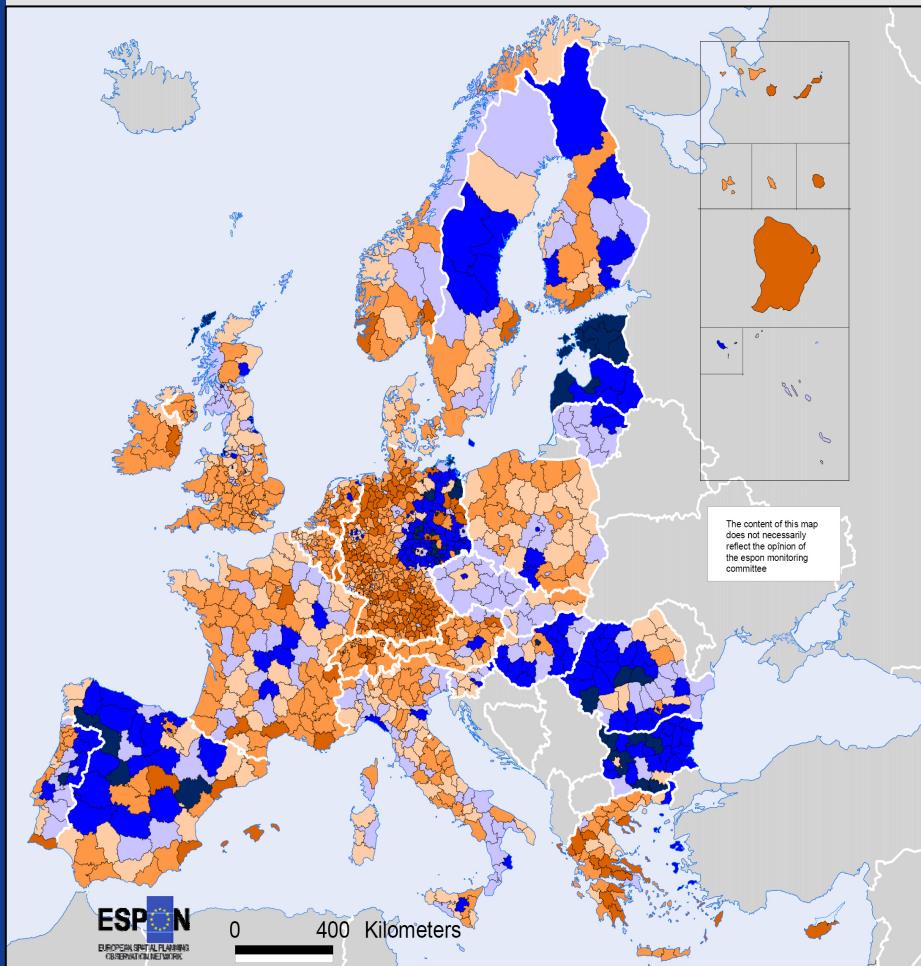 The content of this map
does not necessarily
reflect the opinion of
the espon monitoring
committee
ESPON
EUROPEAN SPATIAL PLANNING
OBSERVATION NETWORK
0 400 Kilometers